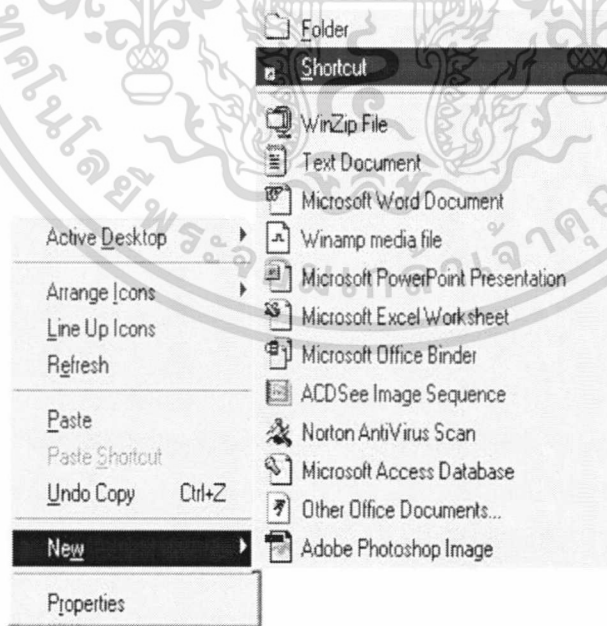 Folder
Shortcut
WinZip File
Text Document
Microsoft Word Document
Winamp media file
Microsoft PowerPoint Presentation
Microsoft Excel Worksheet
Microsoft Office Binder
ACDSee Image Sequence
Norton AntiVirus Scan
Microsoft Access Database
Other Office Documents...
Adobe Photoshop Image
Active Desktop
Arrange Icons
Line Up Icons
Refresh
Paste
Paste Shortcut
Undo Copy Ctrl+Z
New
Properties